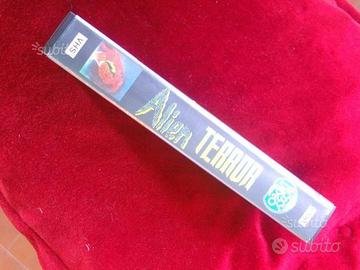 VHS
Alien
TERROR
subito
subito